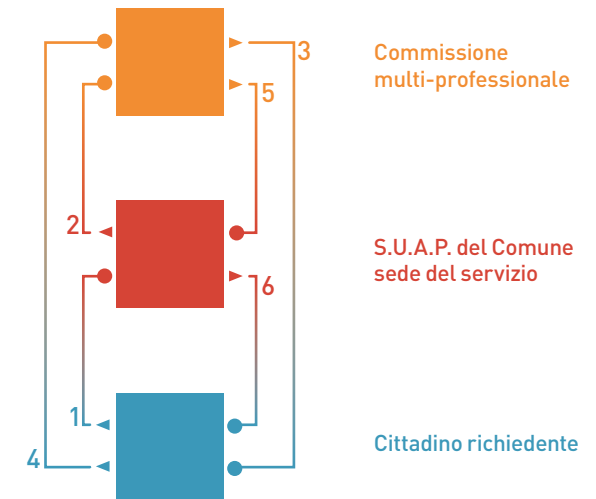 3
Commissione
multi-professionale
5
2
S.U.A.P. del Comune
sede del servizio
6
1
Cittadino richiedente
4